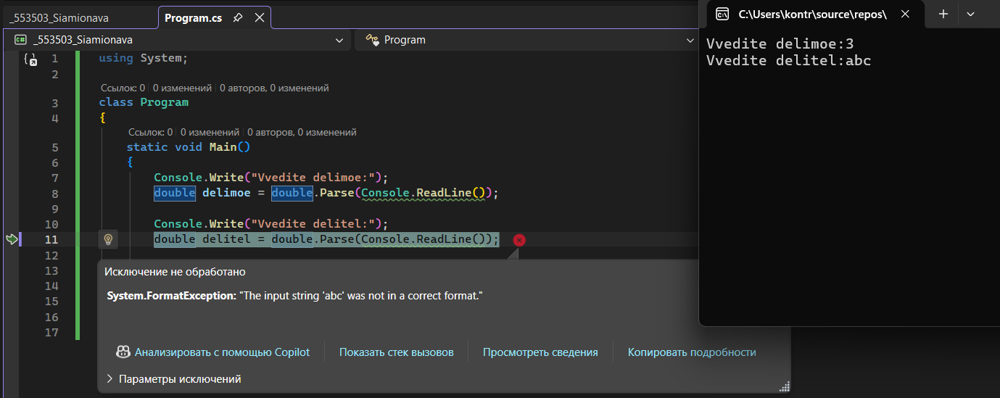 _553503_Siamionava
Program.cs
_553503_Siamionava
Program
1 using System;
2
Ссылок: 0 | 0 изменений | 0 авторов, 0 изменений
3 class Program
4 {
Ссылок: 0 | 0 изменений | 0 авторов, 0 изменений
5 static void Main()
6 {
7 Console.Write("Vvedite delimoe:");
8 double delimoe = double.Parse(Console.ReadLine());
9
10 Console.Write("Vvedite delitel:");
11 double delitel = double.Parse(Console.ReadLine());
12
13
14
15
16
17
Исключение не обработано
System.FormatException: "The input string 'abc' was not in a correct format."
Анализировать с помощью Copilot | Показать стек вызовов | Просмотреть сведения | Копировать подробности
Параметры исключений
C:\Users\kontr\source\repos\
Vvedite delimoe:3
Vvedite delitel:abc